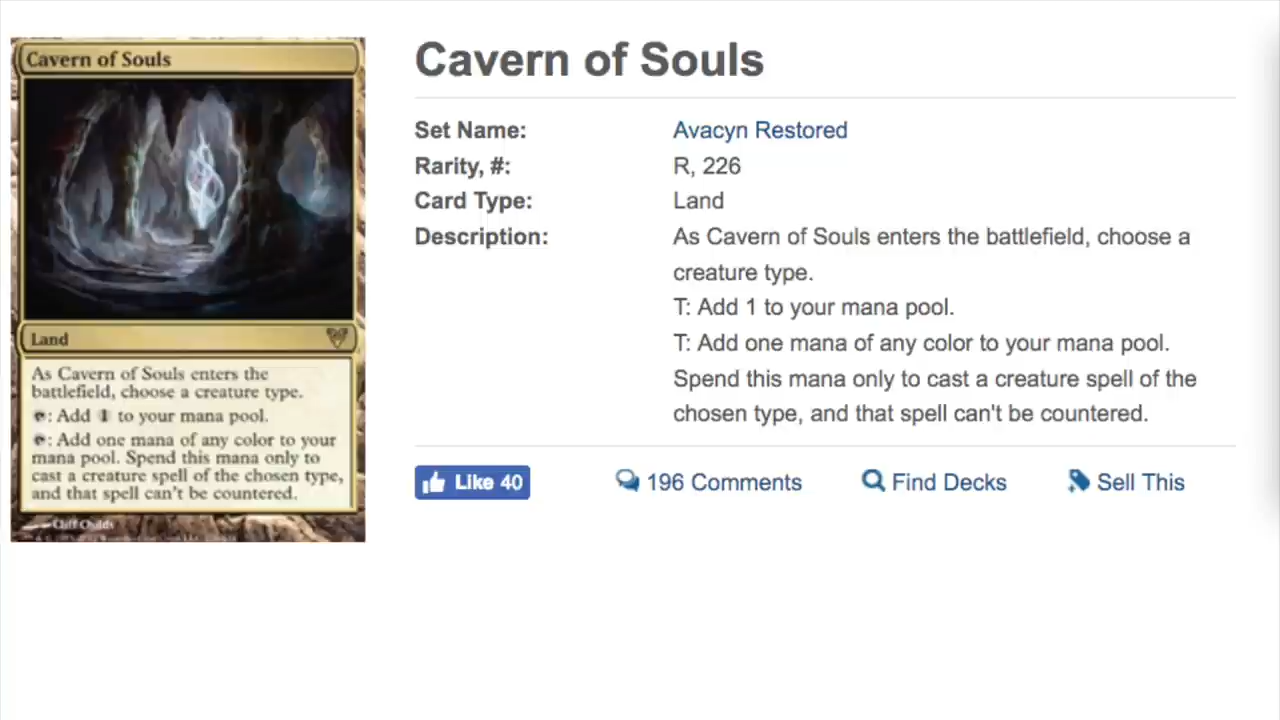 Cavern of Souls
Land
As Cavern of Souls enters the
battlefield, choose a creature type.
: Add 1 to your mana pool.
: Add one mana of any color to your
mana pool. Spend this mana only to
cast a creature spell of the chosen type,
and that spell can't be countered.
Cliff Childs
Cavern of Souls
Set Name: Avacyn Restored
Rarity, #: R, 226
Card Type: Land
Description: As Cavern of Souls enters the battlefield, choose a
creature type.
T: Add 1 to your mana pool.
T: Add one mana of any color to your mana pool.
Spend this mana only to cast a creature spell of the
chosen type, and that spell can't be countered.
Like 40 196 Comments Find Decks Sell This